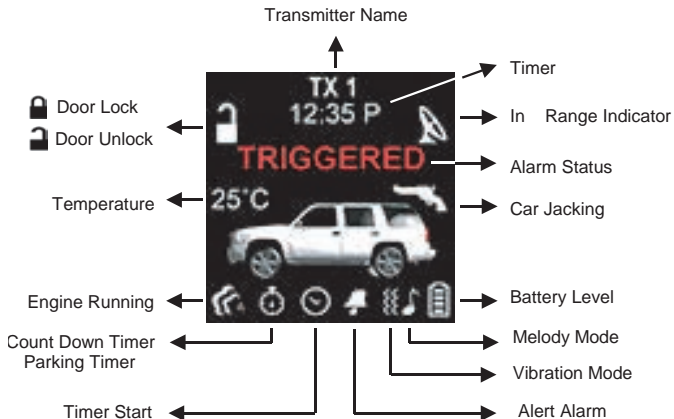 Transmitter Name
Timer
TX 1
12:35 P
Door Lock
Door Unlock
In Range Indicator
TRIGGERED
Alarm Status
Temperature
25°C
Car Jacking
Engine Running
Battery Level
Count Down Timer
Parking Timer
Melody Mode
Vibration Mode
Timer Start
Alert Alarm